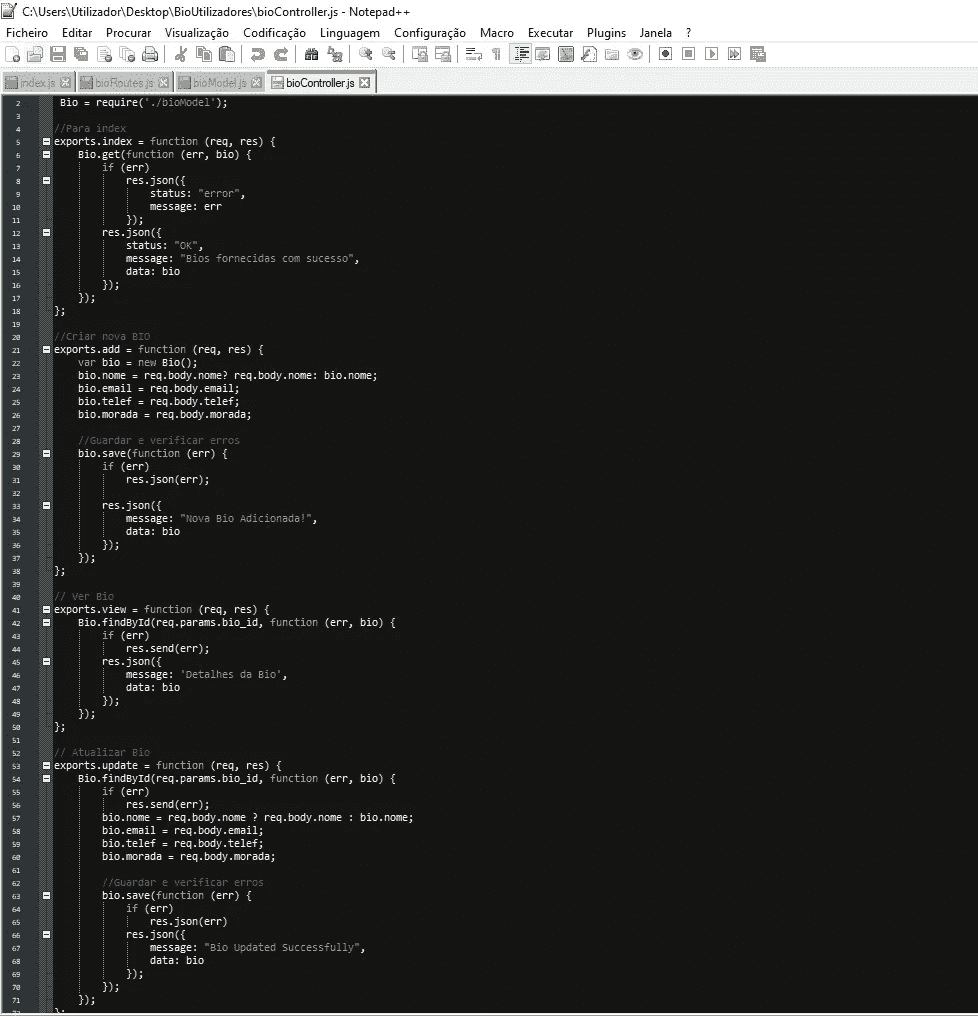 C:\Users\Utilizador\Desktop\BioUtilizadores\bioController.js - Notepad++
Ficheiro Editar Procurar Visualização Codificação Linguagem Configuração Macro Executar Plugins Janela ?
index.js bioRoutes.js bioModel.js bioController.js
2 Bio = require('./bioModel');
3
4 //Para index
5 exports.index = function (req, res) {
6 Bio.get(function (err, bio) {
7 if (err)
8 res.json({
9 status: "error",
10 message: err
11 });
12 res.json({
13 status: "OK",
14 message: "Bios fornecidas com sucesso",
15 data: bio
16 });
17 });
18 };
19
20 //Criar nova BIO
21 exports.add = function (req, res) {
22 var bio = new Bio();
23 bio.nome = req.body.nome? req.body.nome: bio.nome;
24 bio.email = req.body.email;
25 bio.telef = req.body.telef;
26 bio.morada = req.body.morada;
27
28 //Guardar e verificar erros
29 bio.save(function (err) {
30 if (err)
31 res.json(err);
32
33 res.json({
34 message: "Nova Bio Adicionada!",
35 data: bio
36 });
37 });
38 };
39
40 // Ver Bio
41 exports.view = function (req, res) {
42 Bio.findById(req.params.bio_id, function (err, bio) {
43 if (err)
44 res.send(err);
45 res.json({
46 message: 'Detalhes da Bio',
47 data: bio
48 });
49 });
50 };
51
52 // Atualizar Bio
53 exports.update = function (req, res) {
54 Bio.findById(req.params.bio_id, function (err, bio) {
55 if (err)
56 res.send(err);
57 bio.nome = req.body.nome ? req.body.nome : bio.nome;
58 bio.email = req.body.email;
59 bio.telef = req.body.telef;
60 bio.morada = req.body.morada;
61
62 //Guardar e verificar erros
63 bio.save(function (err) {
64 if (err)
65 res.json(err)
66 res.json({
67 message: "Bio Updated Successfully",
68 data: bio
69 });
70 });
71 });